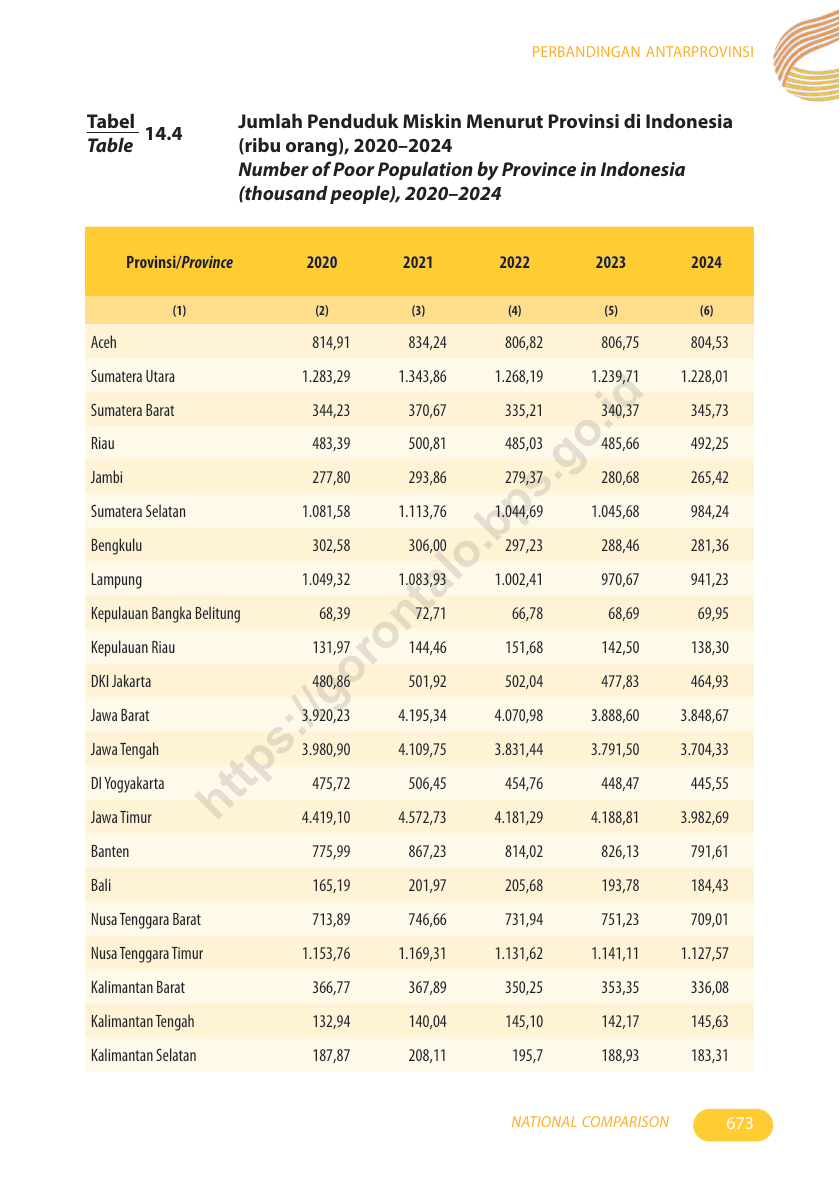 PERBANDINGAN ANTARPROVINSI
Tabel
Table
14.4
Jumlah Penduduk Miskin Menurut Provinsi di Indonesia
(ribu orang), 2020–2024
Number of Poor Population by Province in Indonesia
(thousand people), 2020–2024
Provinsi/Province 2020 2021 2022 2023 2024
(1) (2) (3) (4) (5) (6)
Aceh 814,91 834,24 806,82 806,75 804,53
Sumatera Utara 1.283,29 1.343,86 1.268,19 1.239,71 1.228,01
Sumatera Barat 344,23 370,67 335,21 340,37 345,73
Riau 483,39 500,81 485,03 485,66 492,25
Jambi 277,80 293,86 279,37 280,68 265,42
Sumatera Selatan 1.081,58 1.113,76 1.044,69 1.045,68 984,24
Bengkulu 302,58 306,00 297,23 288,46 281,36
Lampung 1.049,32 1.083,93 1.002,41 970,67 941,23
Kepulauan Bangka Belitung 68,39 72,71 66,78 68,69 69,95
Kepulauan Riau 131,97 144,46 151,68 142,50 138,30
DKI Jakarta 480,86 501,92 502,04 477,83 464,93
Jawa Barat 3.920,23 4.195,34 4.070,98 3.888,60 3.848,67
Jawa Tengah 3.980,90 4.109,75 3.831,44 3.791,50 3.704,33
DI Yogyakarta 475,72 506,45 454,76 448,47 445,55
Jawa Timur 4.419,10 4.572,73 4.181,29 4.188,81 3.982,69
Banten 775,99 867,23 814,02 826,13 791,61
Bali 165,19 201,97 205,68 193,78 184,43
Nusa Tenggara Barat 713,89 746,66 731,94 751,23 709,01
Nusa Tenggara Timur 1.153,76 1.169,31 1.131,62 1.141,11 1.127,57
Kalimantan Barat 366,77 367,89 350,25 353,35 336,08
Kalimantan Tengah 132,94 140,04 145,10 142,17 145,63
Kalimantan Selatan 187,87 208,11 195,7 188,93 183,31
https://gorontalo.bps.go.id
NATIONAL COMPARISON 673